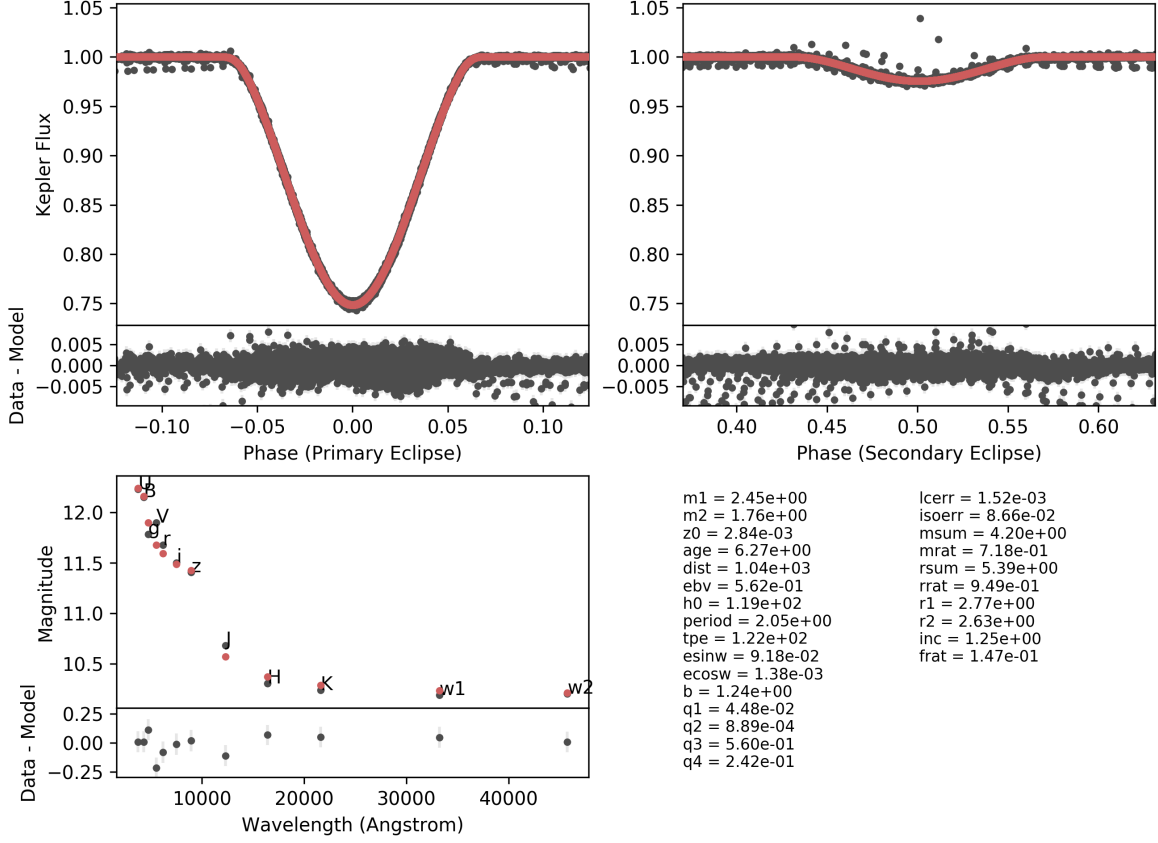 1.05
1.00
0.95
0.90
0.85
0.80
0.75
Kepler Flux
0.005
0.000
−0.005
Data - Model
−0.10
−0.05
0.00
0.05
0.10
Phase (Primary Eclipse)
1.05
1.00
0.95
0.90
0.85
0.80
0.75
0.005
0.000
−0.005
0.40
0.45
0.50
0.55
0.60
Phase (Secondary Eclipse)
12.0
11.5
11.0
10.5
Magnitude
U
B
V
g
r
i
z
J
H
K
w1
w2
0.25
0.00
−0.25
Data - Model
10000
20000
30000
40000
Wavelength (Angstrom)
m1 = 2.45e+00
m2 = 1.76e+00
z0 = 2.84e-03
age = 6.27e+00
dist = 1.04e+03
ebv = 5.62e-01
h0 = 1.19e+02
period = 2.05e+00
tpe = 1.22e+02
esinw = 9.18e-02
ecosw = 1.38e-03
b = 1.24e+00
q1 = 4.48e-02
q2 = 8.89e-04
q3 = 5.60e-01
q4 = 2.42e-01
lcerr = 1.52e-03
isoerr = 8.66e-02
msum = 4.20e+00
mrat = 7.18e-01
rsum = 5.39e+00
rrat = 9.49e-01
r1 = 2.77e+00
r2 = 2.63e+00
inc = 1.25e+00
frat = 1.47e-01